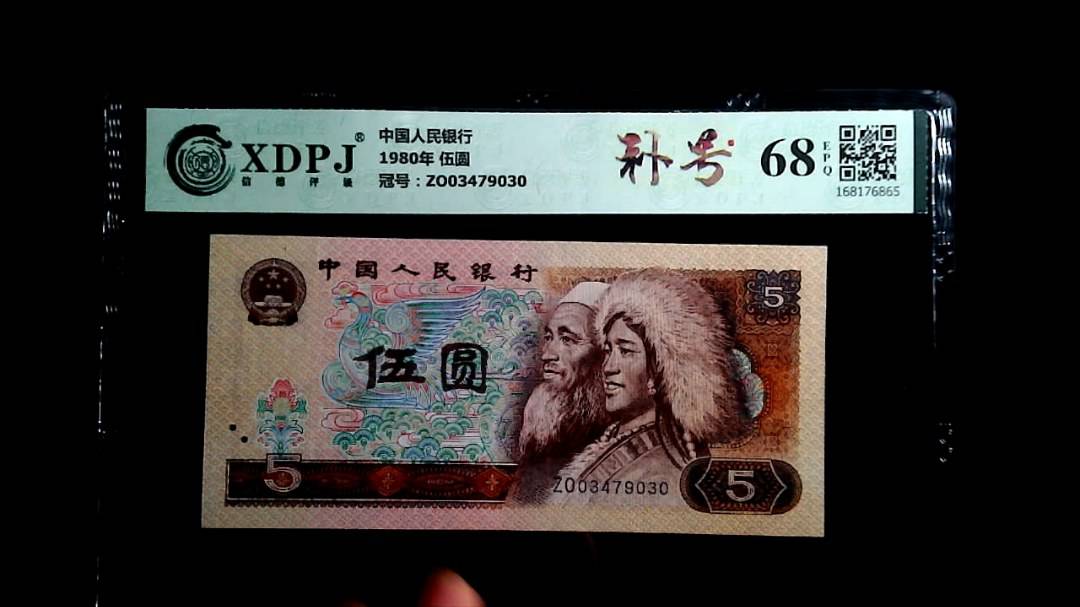 XDPJ®
信德评级
中国人民银行
1980年 伍圆
冠号：ZO03479030
补号
68 EPQ
168176865
中国人民银行
5
伍圆
5
ZO03479030
5